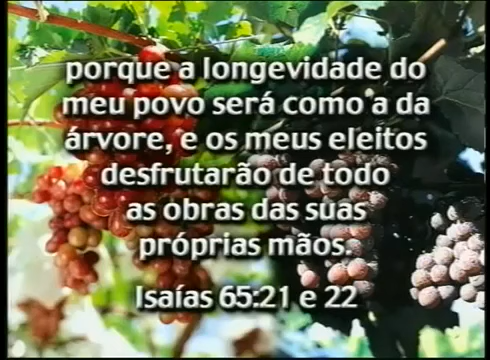 porque a longevidade do
meu povo será como a da
árvore, e os meus eleitos
desfrutarão de todo
as obras das suas
próprias mãos.
Isaías 65:21 e 22